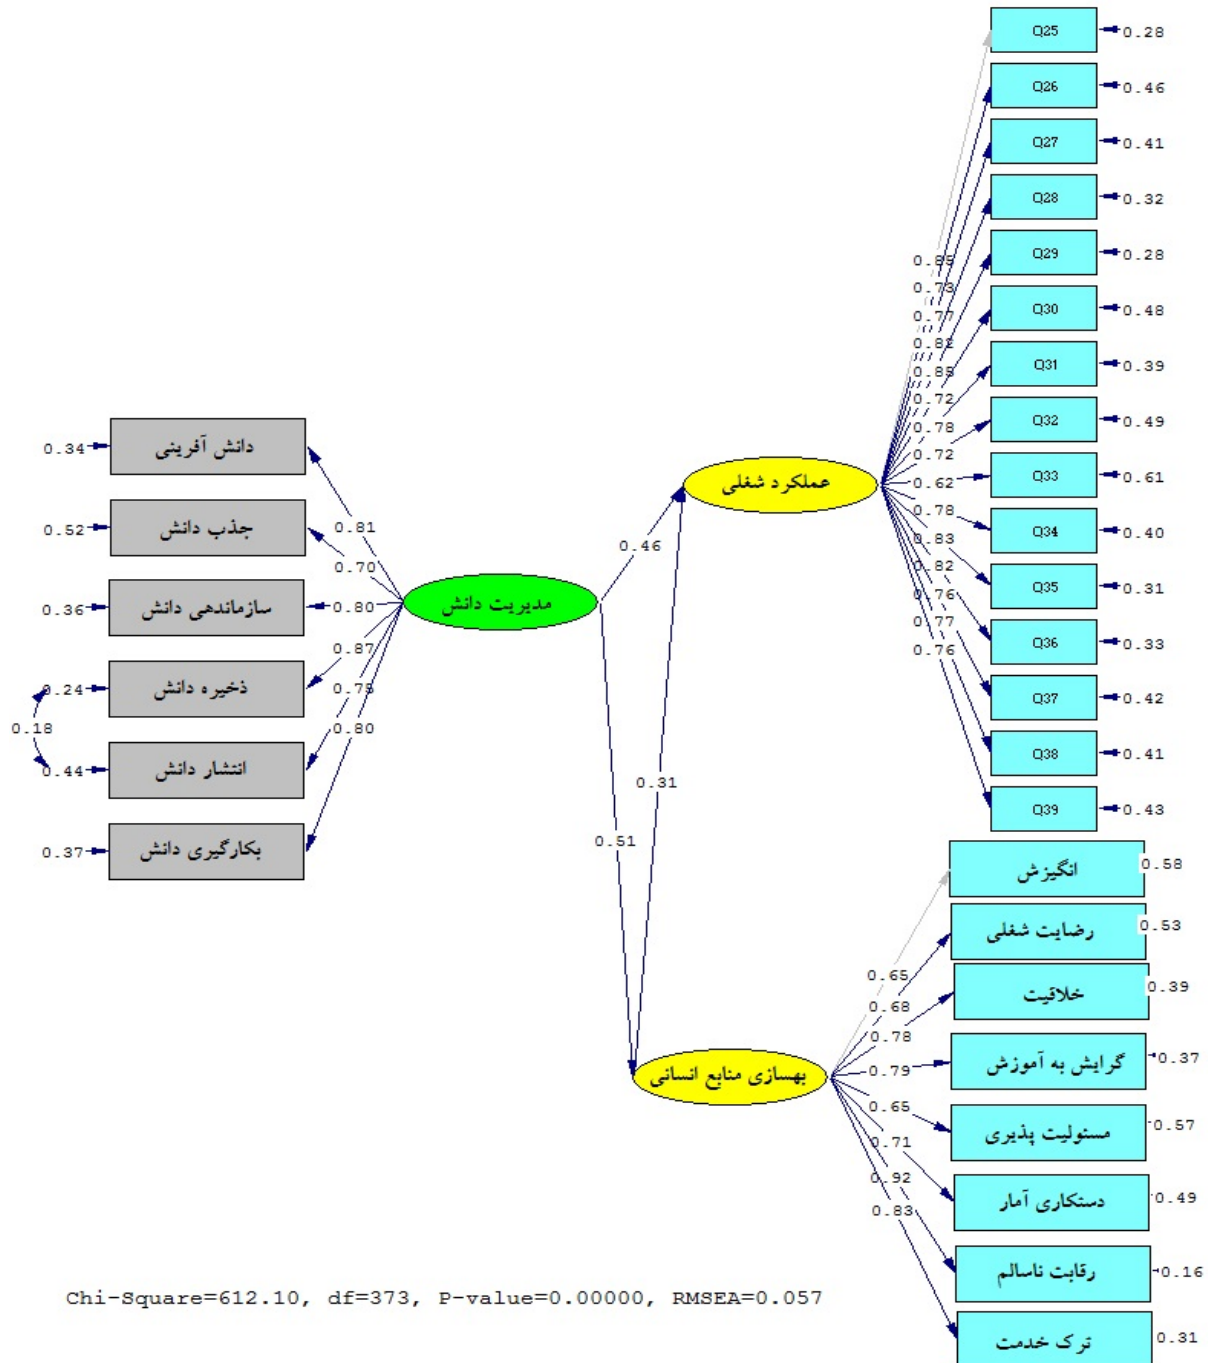 Q25
0.28
Q26
0.46
Q27
0.41
Q28
0.32
Q29
0.28
Q30
0.48
Q31
0.39
Q32
0.49
Q33
0.61
Q34
0.40
Q35
0.31
Q36
0.33
Q37
0.42
Q38
0.41
Q39
0.43
0.85
0.73
0.77
0.82
0.85
0.72
0.78
0.72
0.62
0.78
0.83
0.82
0.76
0.77
0.76
عملکرد شغلی
0.46
0.31
0.51
مدیریت دانش
0.34
دانش آفرینی
0.52
جذب دانش
0.36
سازماندهی دانش
0.24
ذخیره دانش
0.18
0.44
انتشار دانش
0.37
بکارگیری دانش
0.81
0.70
0.80
0.87
0.75
0.80
بهسازی منابع انسانی
0.65
0.68
0.78
0.79
0.65
0.71
0.92
0.83
انگیزش
0.58
رضایت شغلی
0.53
خلاقیت
0.39
گرایش به آموزش
0.37
مسئولیت پذیری
0.57
دستکاری آمار
0.49
رقابت ناسالم
0.16
ترک خدمت
0.31
Chi-Square=612.10, df=373, P-value=0.00000, RMSEA=0.057